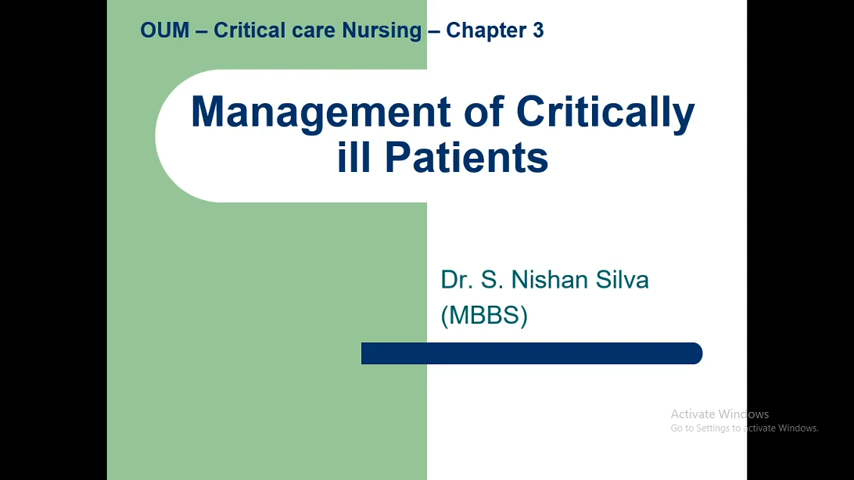 OUM – Critical care Nursing – Chapter 3
Management of Critically
ill Patients
Dr. S. Nishan Silva
(MBBS)
Activate Windows
Go to Settings to activate Windows.